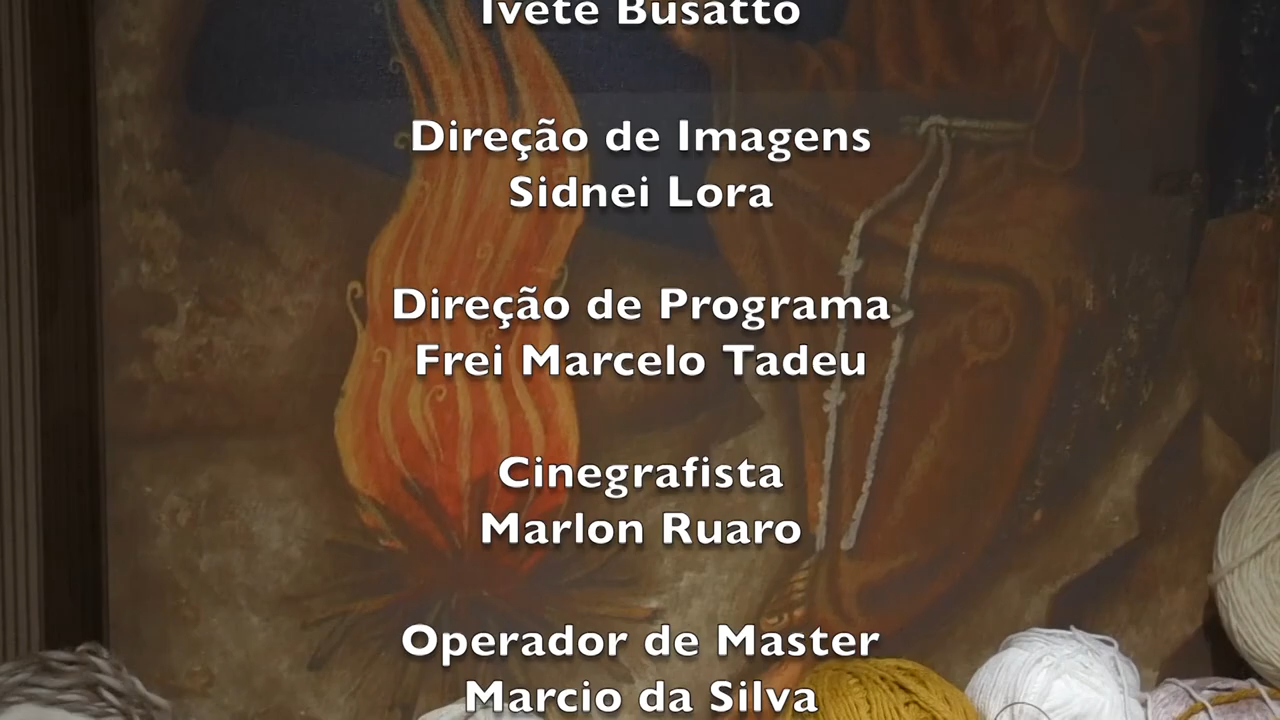 Ivete Busatto
Direção de Imagens
Sidnei Lora
Direção de Programa
Frei Marcelo Tadeu
Cinegrafista
Marlon Ruaro
Operador de Master
Marcio da Silva